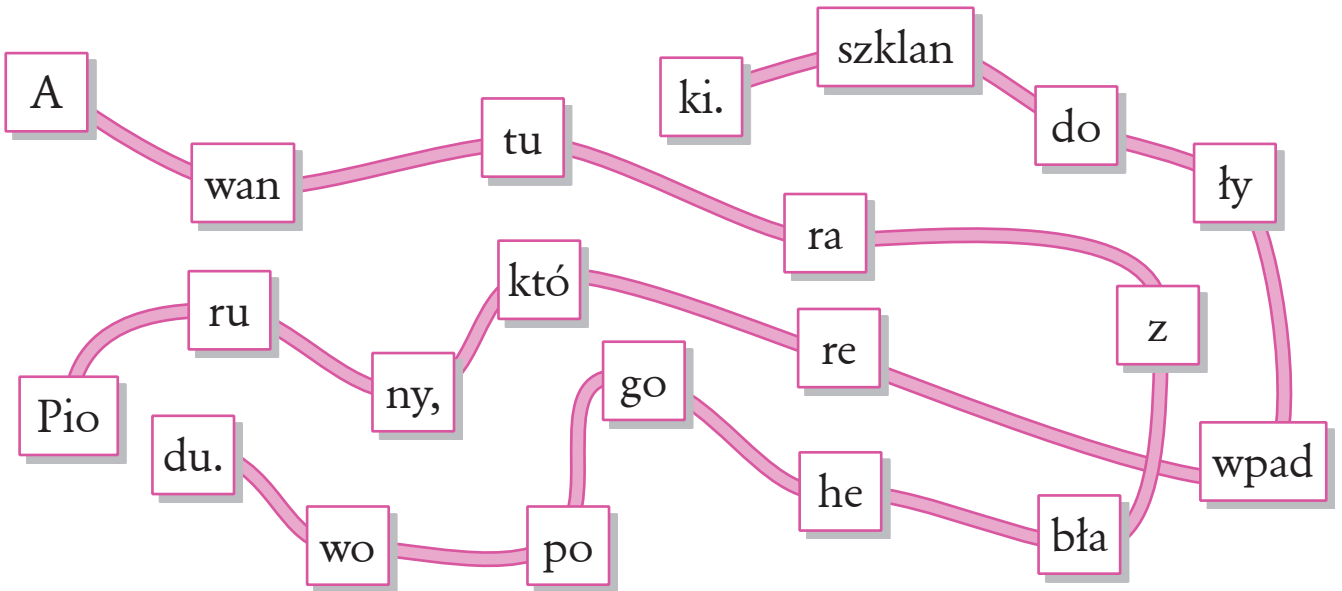 A
wan
tu
ra
z
bła
he
go
po
wo
du.
Pio
ru
ny,
któ
re
wpad
ły
do
szklan
ki.